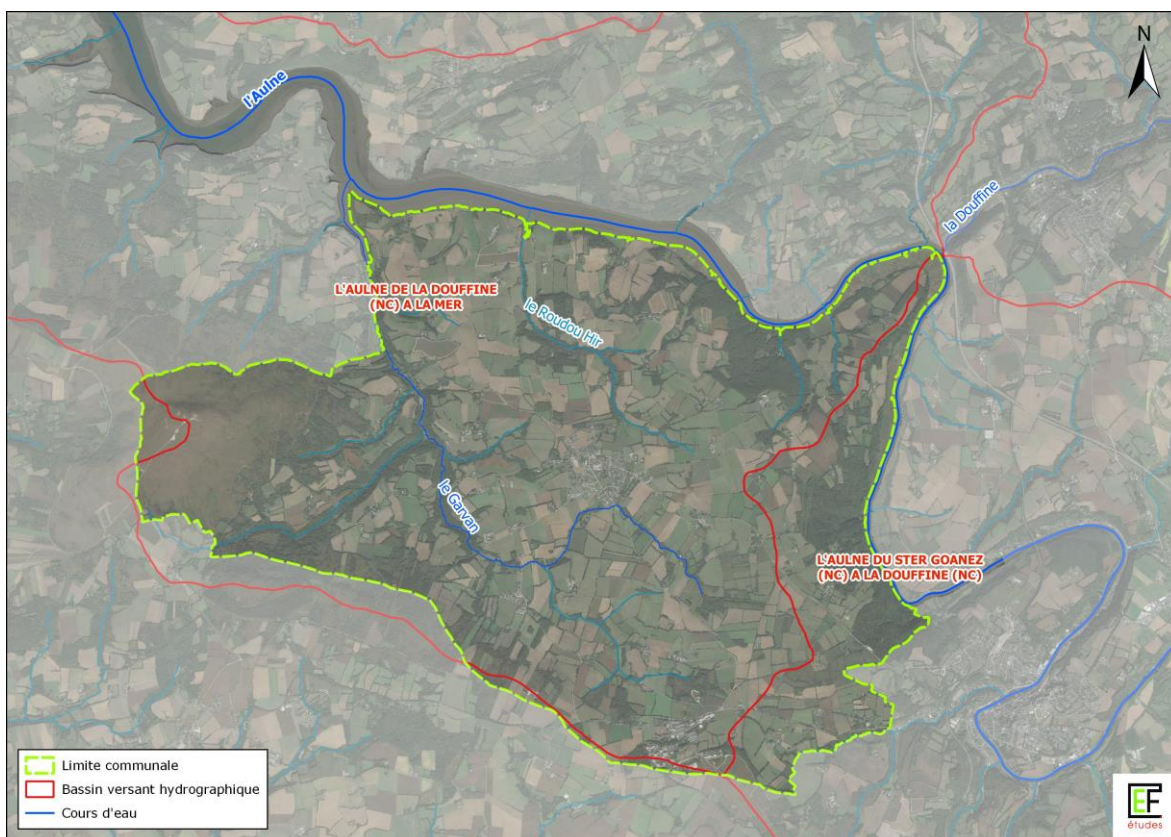 N
l'Aulne
la Douffine
L'AULNE DE LA DOUFFINE
(NC) A LA MER
le Roudou Hir
le Garvan
L'AULNE DU STER GOANEZ
(NC) A LA DOUFFINE (NC)
Limite communale
Bassin versant hydrographique
Cours d'eau
EF
études